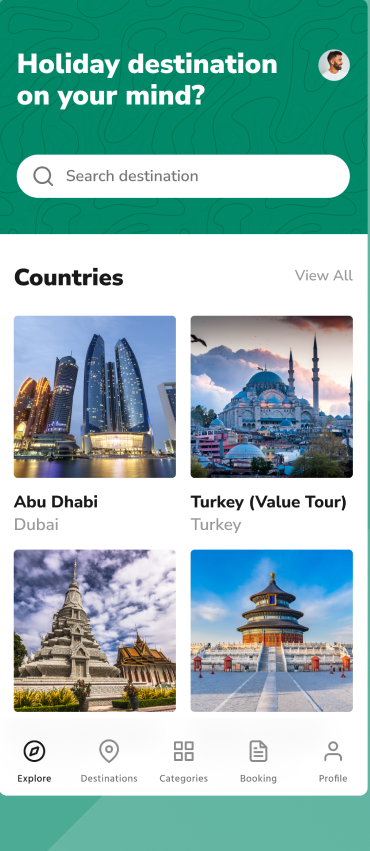 Holiday destination
on your mind?
Search destination
Countries
View All
Abu Dhabi
Turkey (Value Tour)
Dubai
Turkey
Explore
Destinations
Categories
Booking
Profile